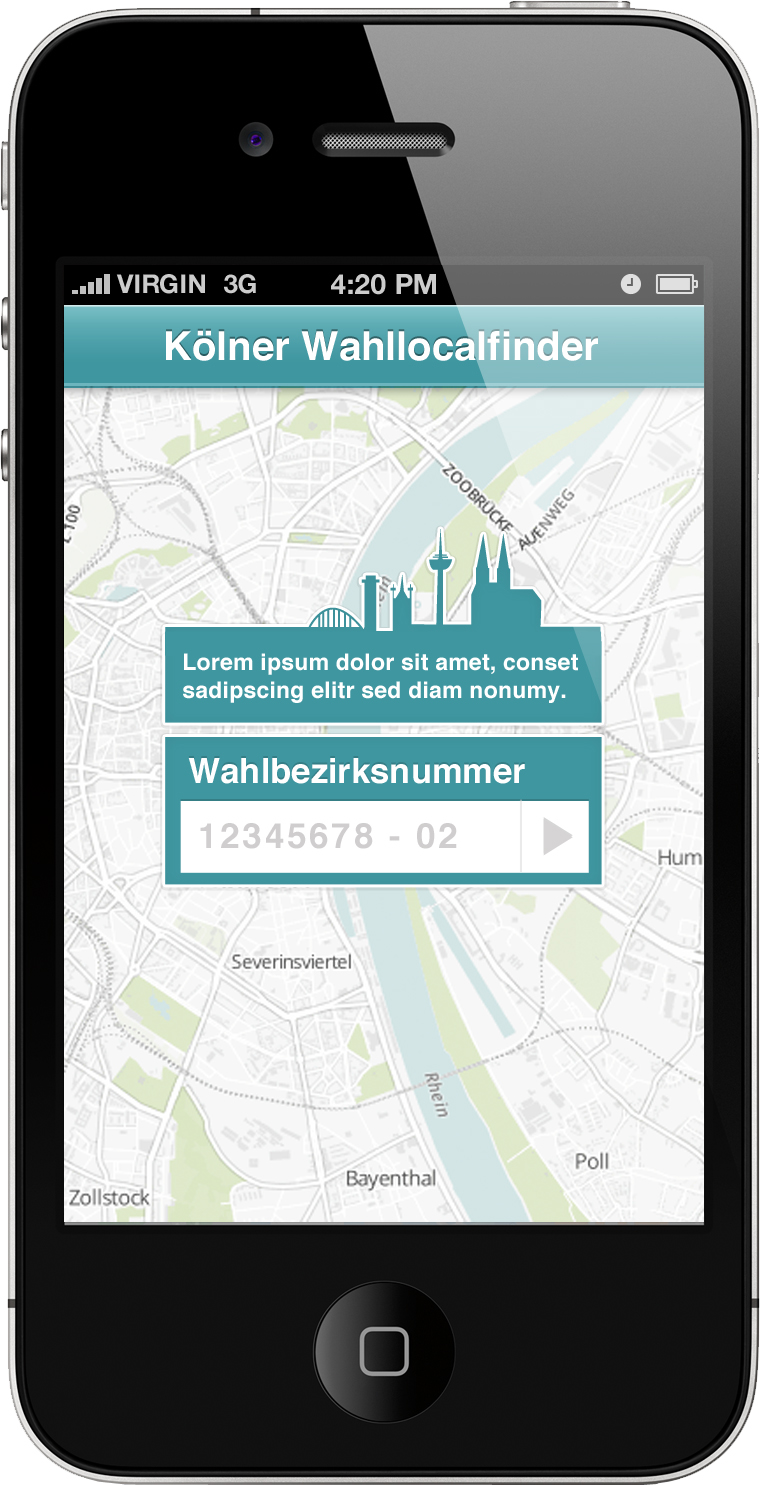 VIRGIN 3G 4:20 PM
Kölner Wahllocalfinder
ZOOBRÜCKE
AUENWEG
L 100
Lorem ipsum dolor sit amet, conset
sadipscing elitr sed diam nonumy.
Wahlbezirksnummer
12345678 - 02
Hum
Severinsviertel
Rhein
Poll
Bayenthal
Zollstock